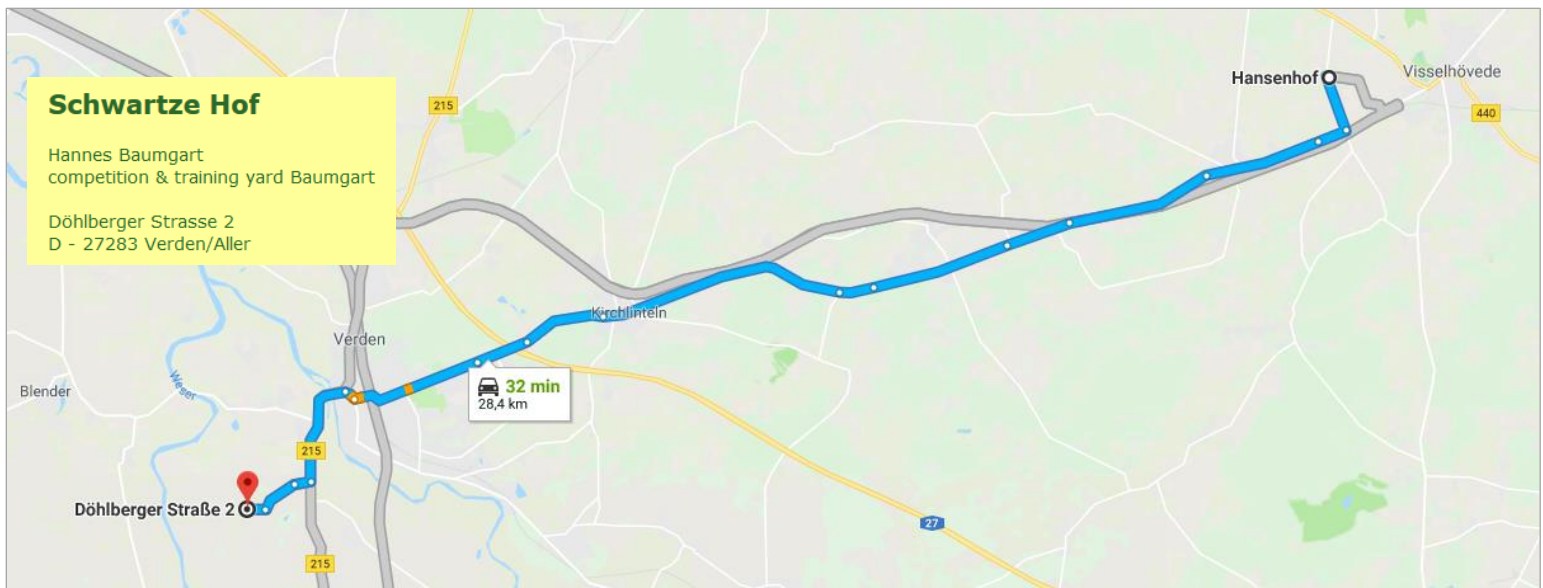 Schwartze Hof
Hannes Baumgart
competition & training yard Baumgart
Döhlberger Strasse 2
D - 27283 Verden/Aller
215
Hansenhof
Visselhövede
440
Kirchlinteln
Verden
Blender
Weser
32 min
28,4 km
215
Döhlberger Straße 2
27
215